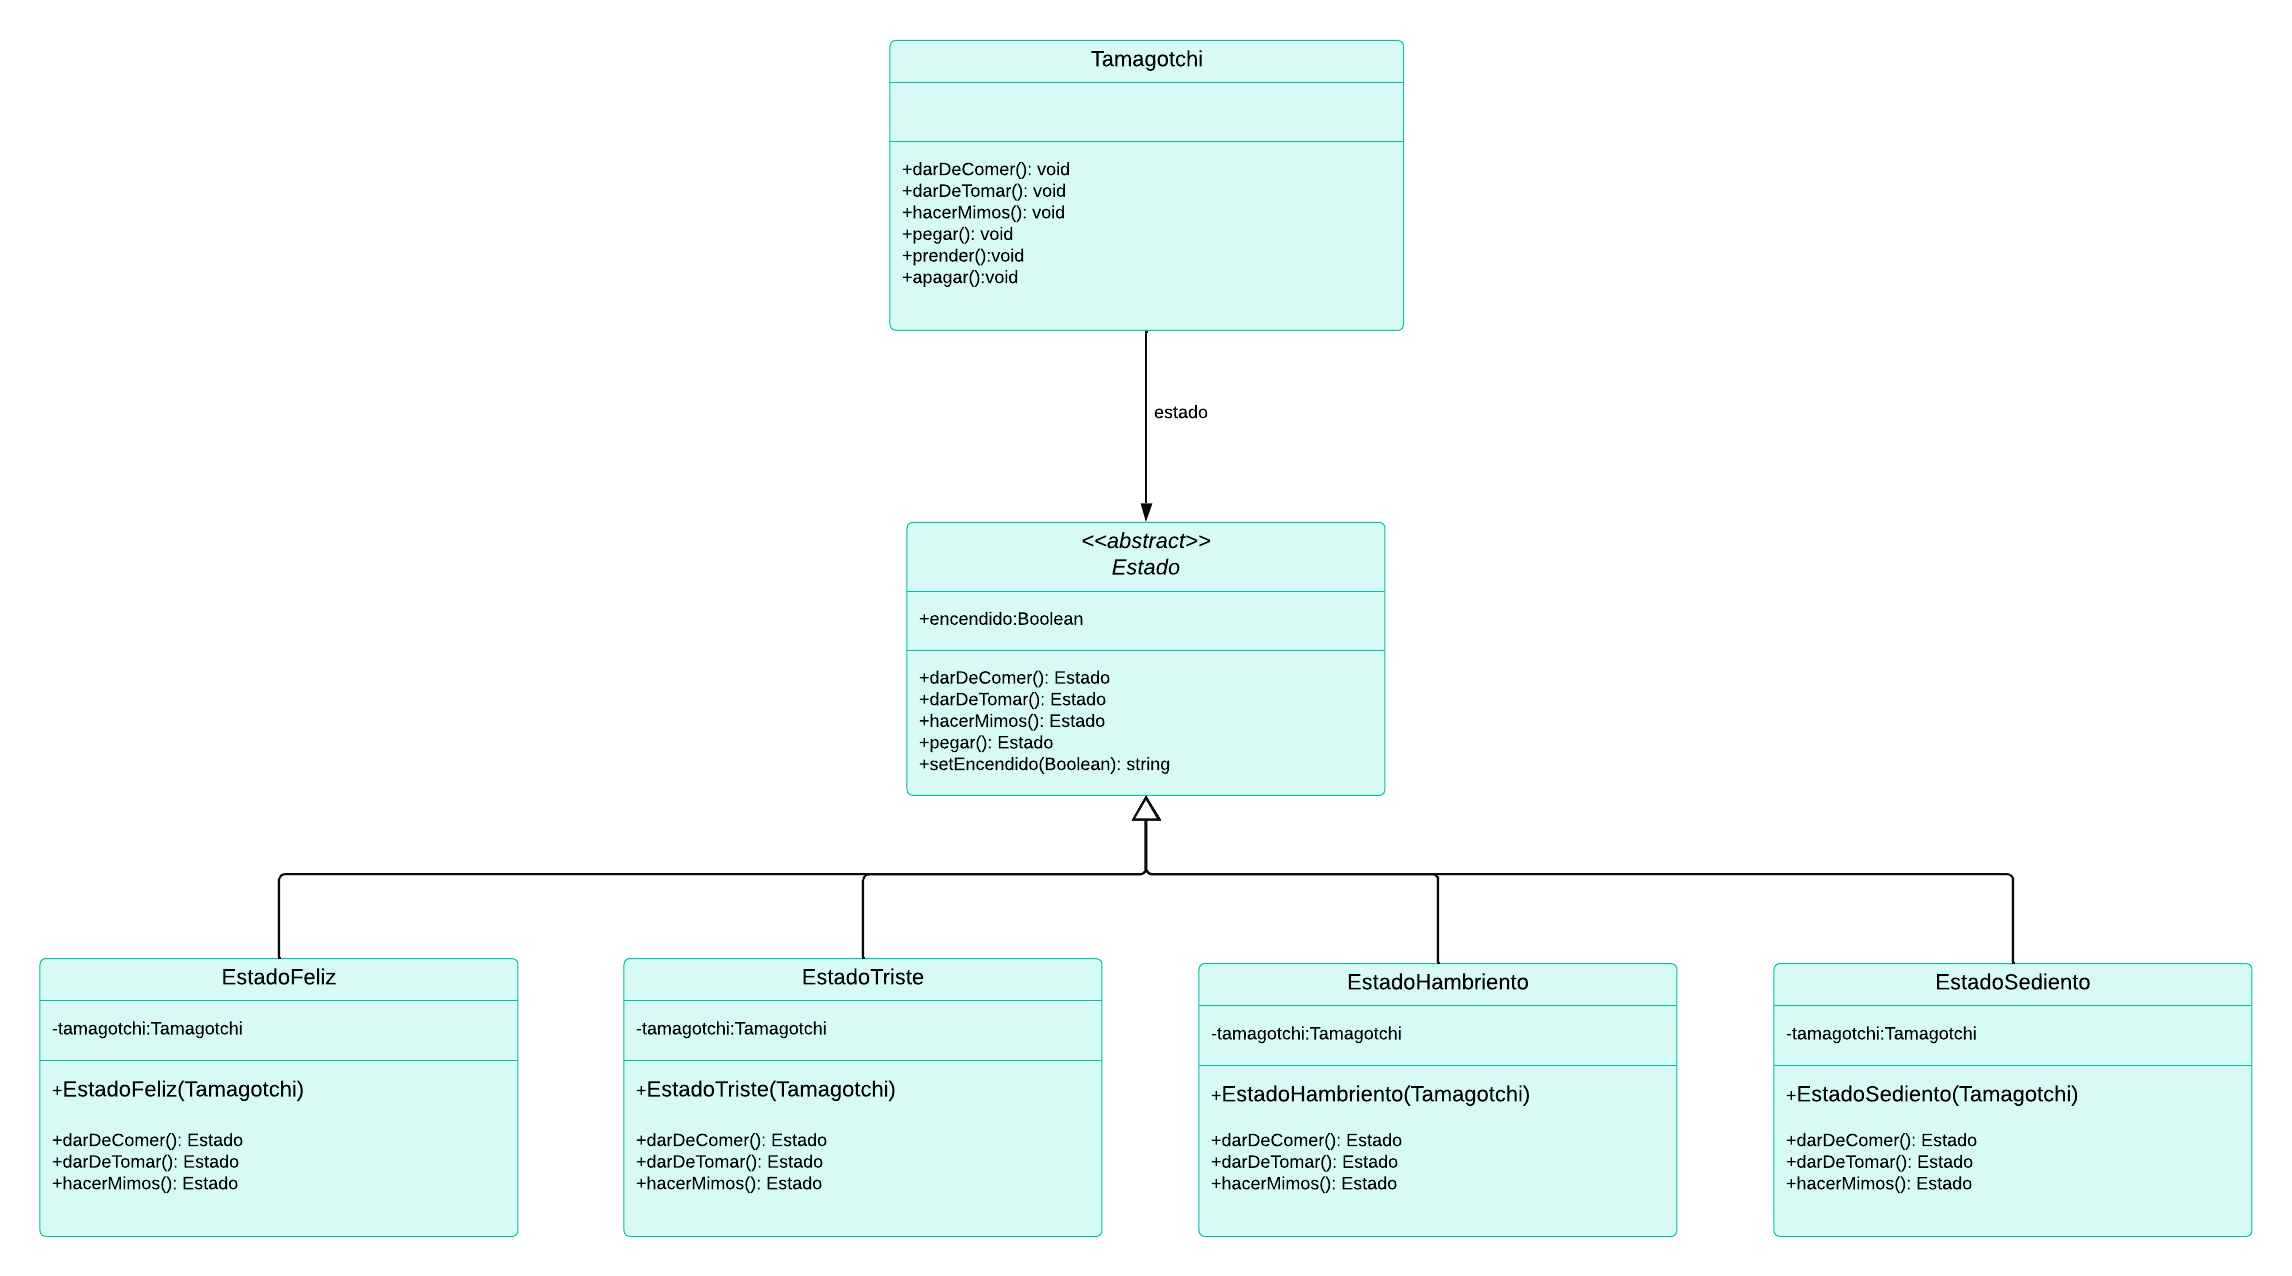 Tamagotchi
+darDeComer(): void
+darDeTomar(): void
+hacerMimos(): void
+pegar(): void
+prender():void
+apagar():void
estado
<<abstract>>
Estado
+encendido:Boolean
+darDeComer(): Estado
+darDeTomar(): Estado
+hacerMimos(): Estado
+pegar(): Estado
+setEncendido(Boolean): string
EstadoFeliz
-tamagotchi:Tamagotchi
+EstadoFeliz(Tamagotchi)
+darDeComer(): Estado
+darDeTomar(): Estado
+hacerMimos(): Estado
EstadoTriste
-tamagotchi:Tamagotchi
+EstadoTriste(Tamagotchi)
+darDeComer(): Estado
+darDeTomar(): Estado
+hacerMimos(): Estado
EstadoHambriento
-tamagotchi:Tamagotchi
+EstadoHambriento(Tamagotchi)
+darDeComer(): Estado
+darDeTomar(): Estado
+hacerMimos(): Estado
EstadoSediento
-tamagotchi:Tamagotchi
+EstadoSediento(Tamagotchi)
+darDeComer(): Estado
+darDeTomar(): Estado
+hacerMimos(): Estado